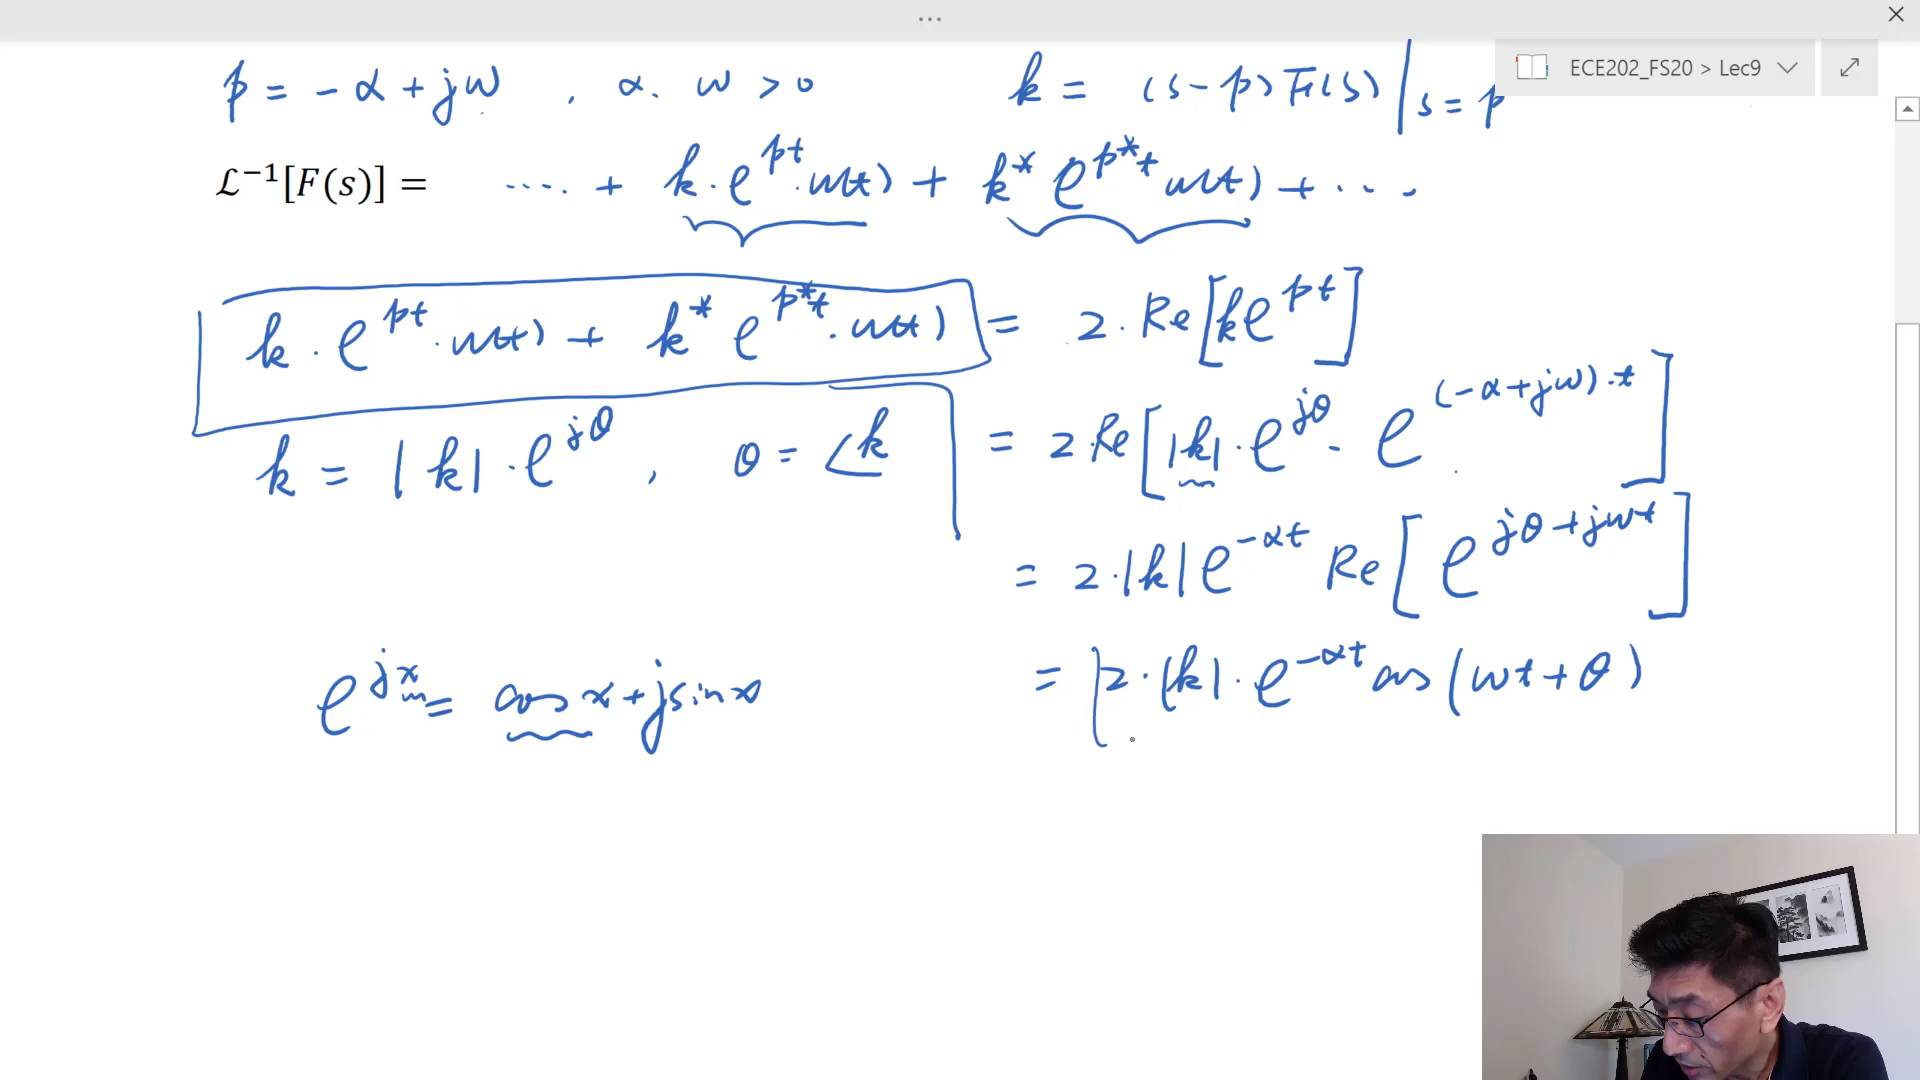 ECE202_FS20 > Lec9
p = -α + jω , α. ω > 0 k = (s-p) F(s) |s = p
ℒ⁻¹[F(s)] = ..... + k · e^{pt} · u(t) + k* e^{p*t} u(t) + ...
k · e^{pt} · u(t) + k* e^{p*t} · u(t) = 2 · Re[k e^{pt}]
k = |k| · e^{jθ} , θ = ∠k = 2 · Re[|k| · e^{jθ} · e^{(-α+jω)·t}]
= 2 · |k| e^{-αt} Re[e^{jθ+jωt}]
e^{jx} = cos x + j sin x = 2 · |k| · e^{-αt} cos(ωt + θ)